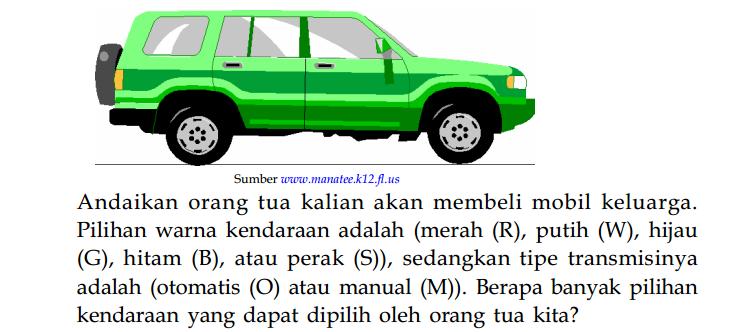 Sumber www.manatee.k12.fl.us
Andaikan orang tua kalian akan membeli mobil keluarga.
Pilihan warna kendaraan adalah (merah (R), putih (W), hijau
(G), hitam (B), atau perak (S)), sedangkan tipe transmisinya
adalah (otomatis (O) atau manual (M)). Berapa banyak pilihan
kendaraan yang dapat dipilih oleh orang tua kita?